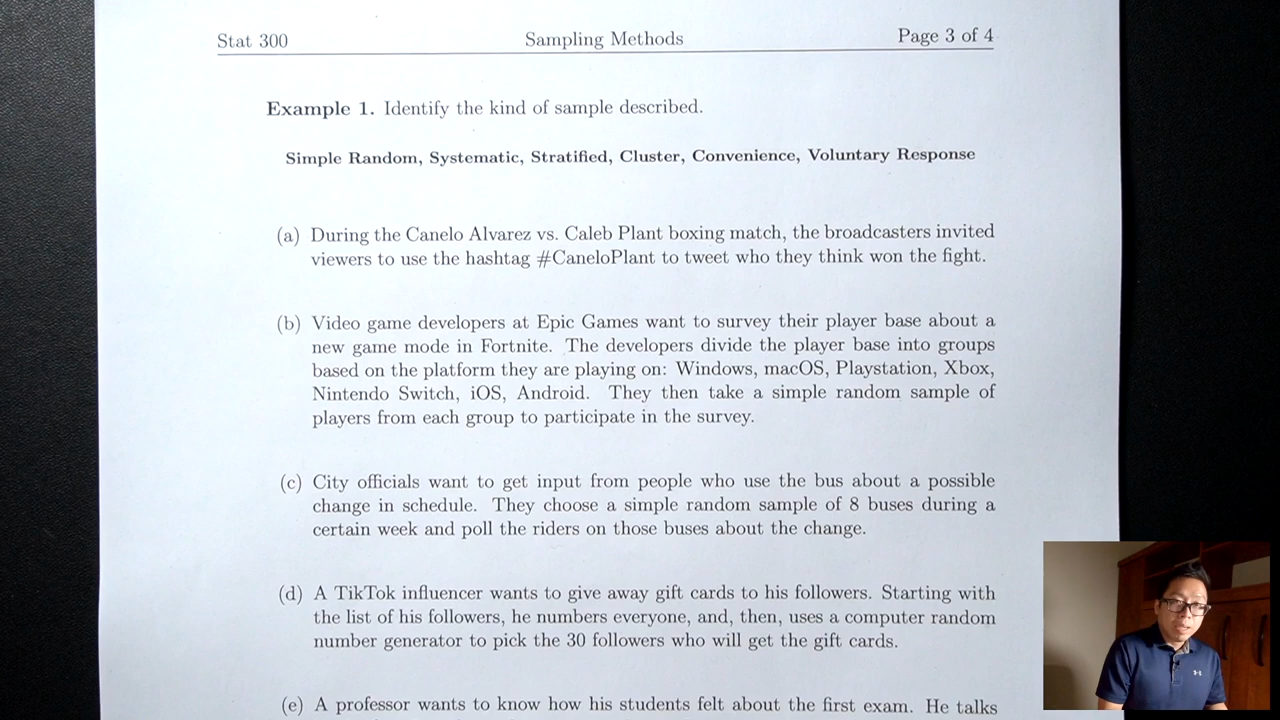 Stat 300 Sampling Methods Page 3 of 4
Example 1. Identify the kind of sample described.
Simple Random, Systematic, Stratified, Cluster, Convenience, Voluntary Response
(a) During the Canelo Alvarez vs. Caleb Plant boxing match, the broadcasters invited
viewers to use the hashtag #CaneloPlant to tweet who they think won the fight.
(b) Video game developers at Epic Games want to survey their player base about a
new game mode in Fortnite. The developers divide the player base into groups
based on the platform they are playing on: Windows, macOS, Playstation, Xbox,
Nintendo Switch, iOS, Android. They then take a simple random sample of
players from each group to participate in the survey.
(c) City officials want to get input from people who use the bus about a possible
change in schedule. They choose a simple random sample of 8 buses during a
certain week and poll the riders on those buses about the change.
(d) A TikTok influencer wants to give away gift cards to his followers. Starting with
the list of his followers, he numbers everyone, and, then, uses a computer random
number generator to pick the 30 followers who will get the gift cards.
(e) A professor wants to know how his students felt about the first exam. He talks